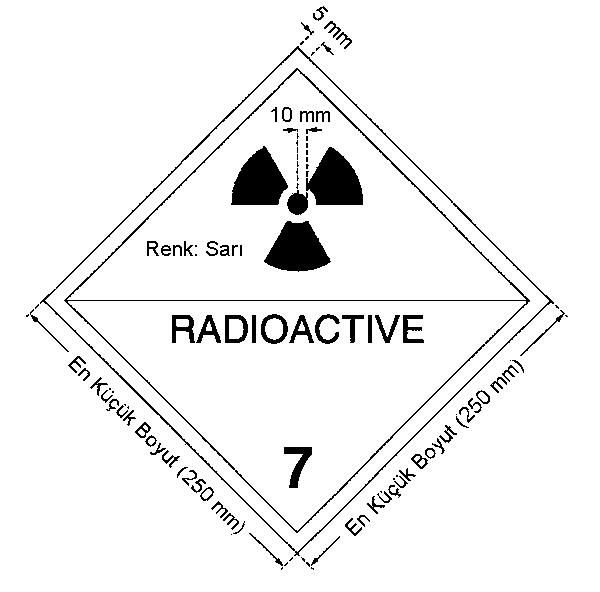 5 mm
10 mm
Renk: Sarı
RADIOACTIVE
En Küçük Boyut (250 mm)
En Küçük Boyut (250 mm)
7